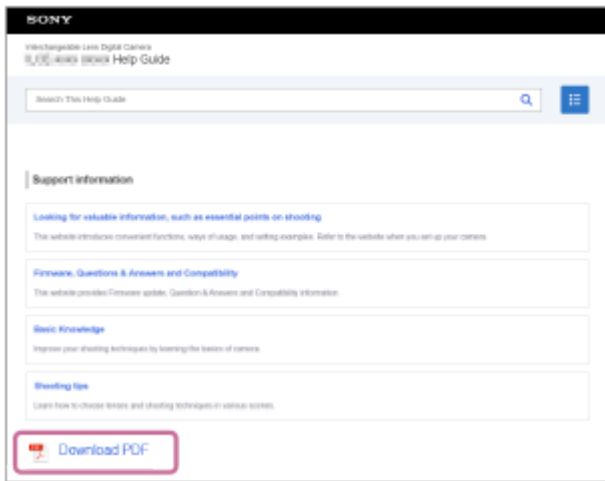 SONY
Interchangeable Lens Digital Camera
Help Guide
Search This Help Guide
Support information
Looking for valuable information, such as essential points on shooting
This website introduces convenient functions, ways of usage, and setting examples. Refer to the website when you set up your camera.
Firmware, Questions & Answers and Compatibility
This website provides Firmware update, Question & Answers and Compatibility information.
Basic Knowledge
Improve your shooting techniques by learning the basics of camera.
Shooting tips
Learn how to choose lenses and shooting techniques in various scenes.
Download PDF